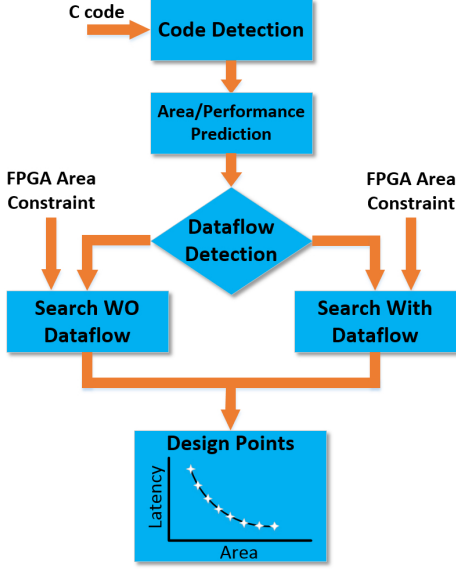 C code
Code Detection
Area/Performance
Prediction
FPGA Area
Constraint
FPGA Area
Constraint
Dataflow
Detection
Search WO
Dataflow
Search With
Dataflow
Design Points
Latency
Area